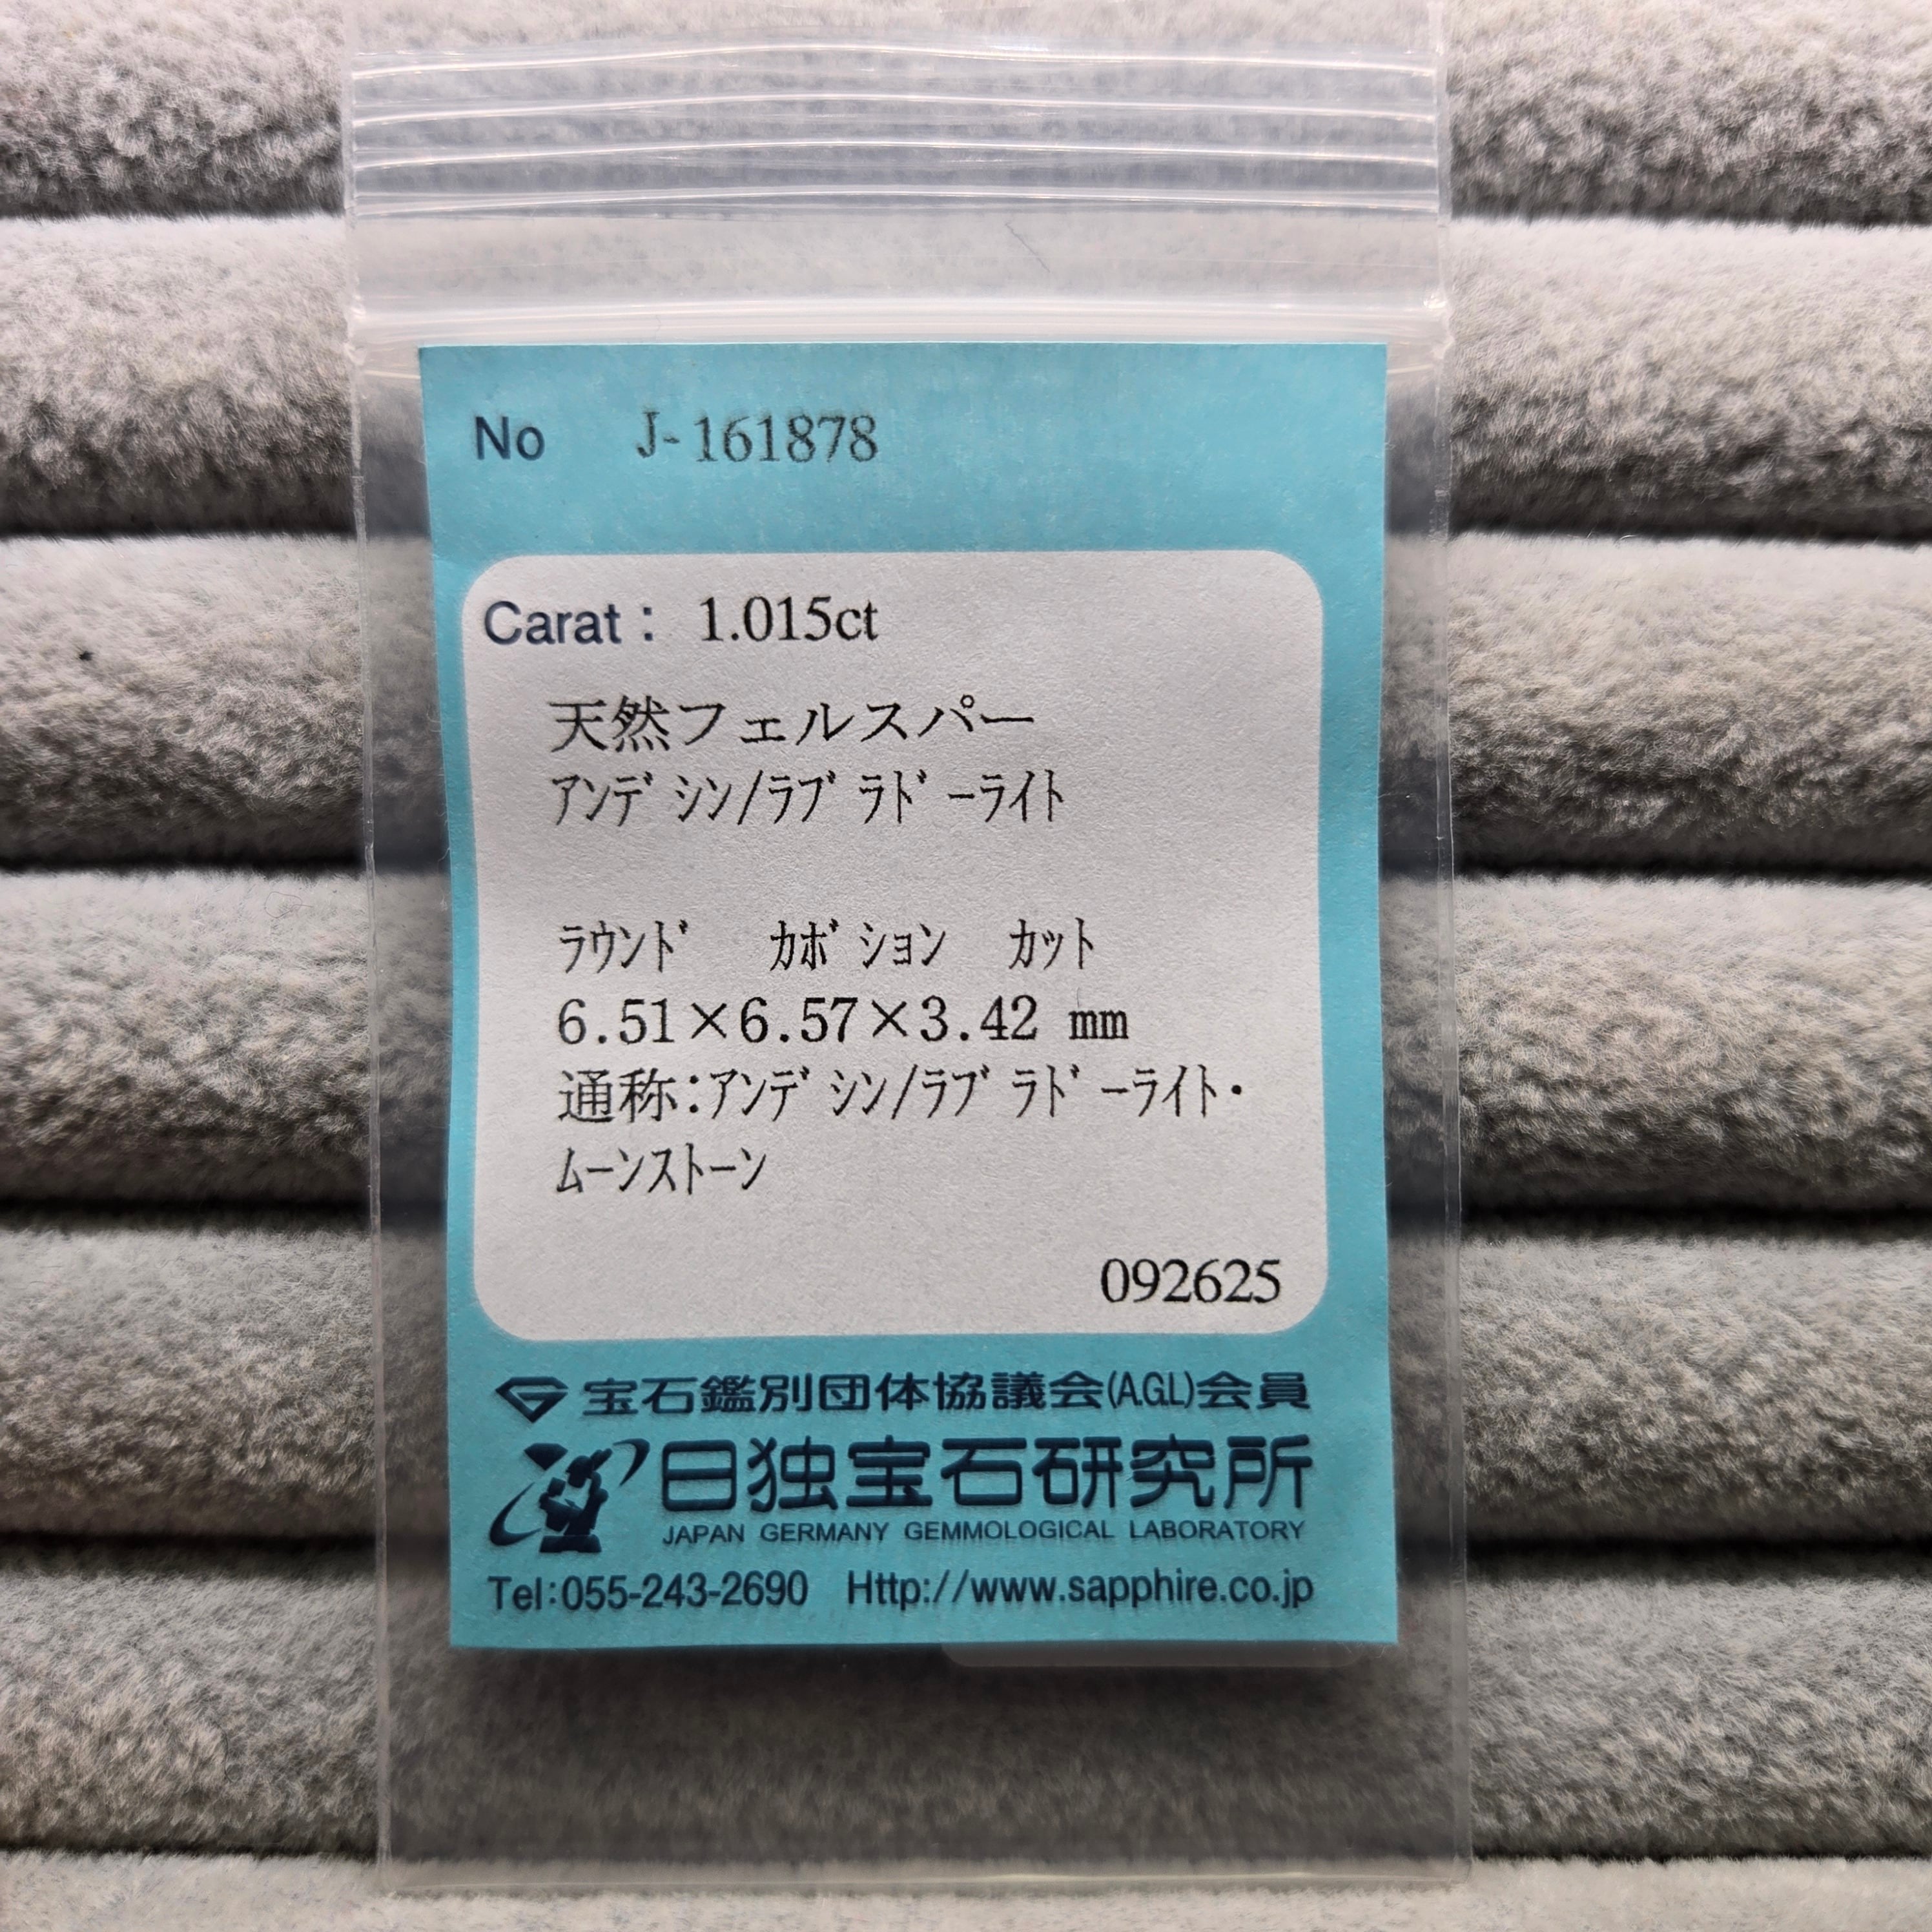 No J-161878
Carat: 1.015ct
天然フェルスパー
ｱﾝﾃﾞｼﾝ/ﾗﾌﾞﾗﾄﾞｰﾗｲﾄ
ﾗｳﾝﾄﾞ ｶﾎﾞｼｮﾝ ｶｯﾄ
6.51×6.57×3.42 mm
通称:ｱﾝﾃﾞｼﾝ/ﾗﾌﾞﾗﾄﾞｰﾗｲﾄ･
ﾑｰﾝｽﾄｰﾝ
092625
宝石鑑別団体協議会(A.G.L)会員
日独宝石研究所
JAPAN GERMANY GEMMOLOGICAL LABORATORY
Tel:055-243-2690 Http://www.sapphire.co.jp